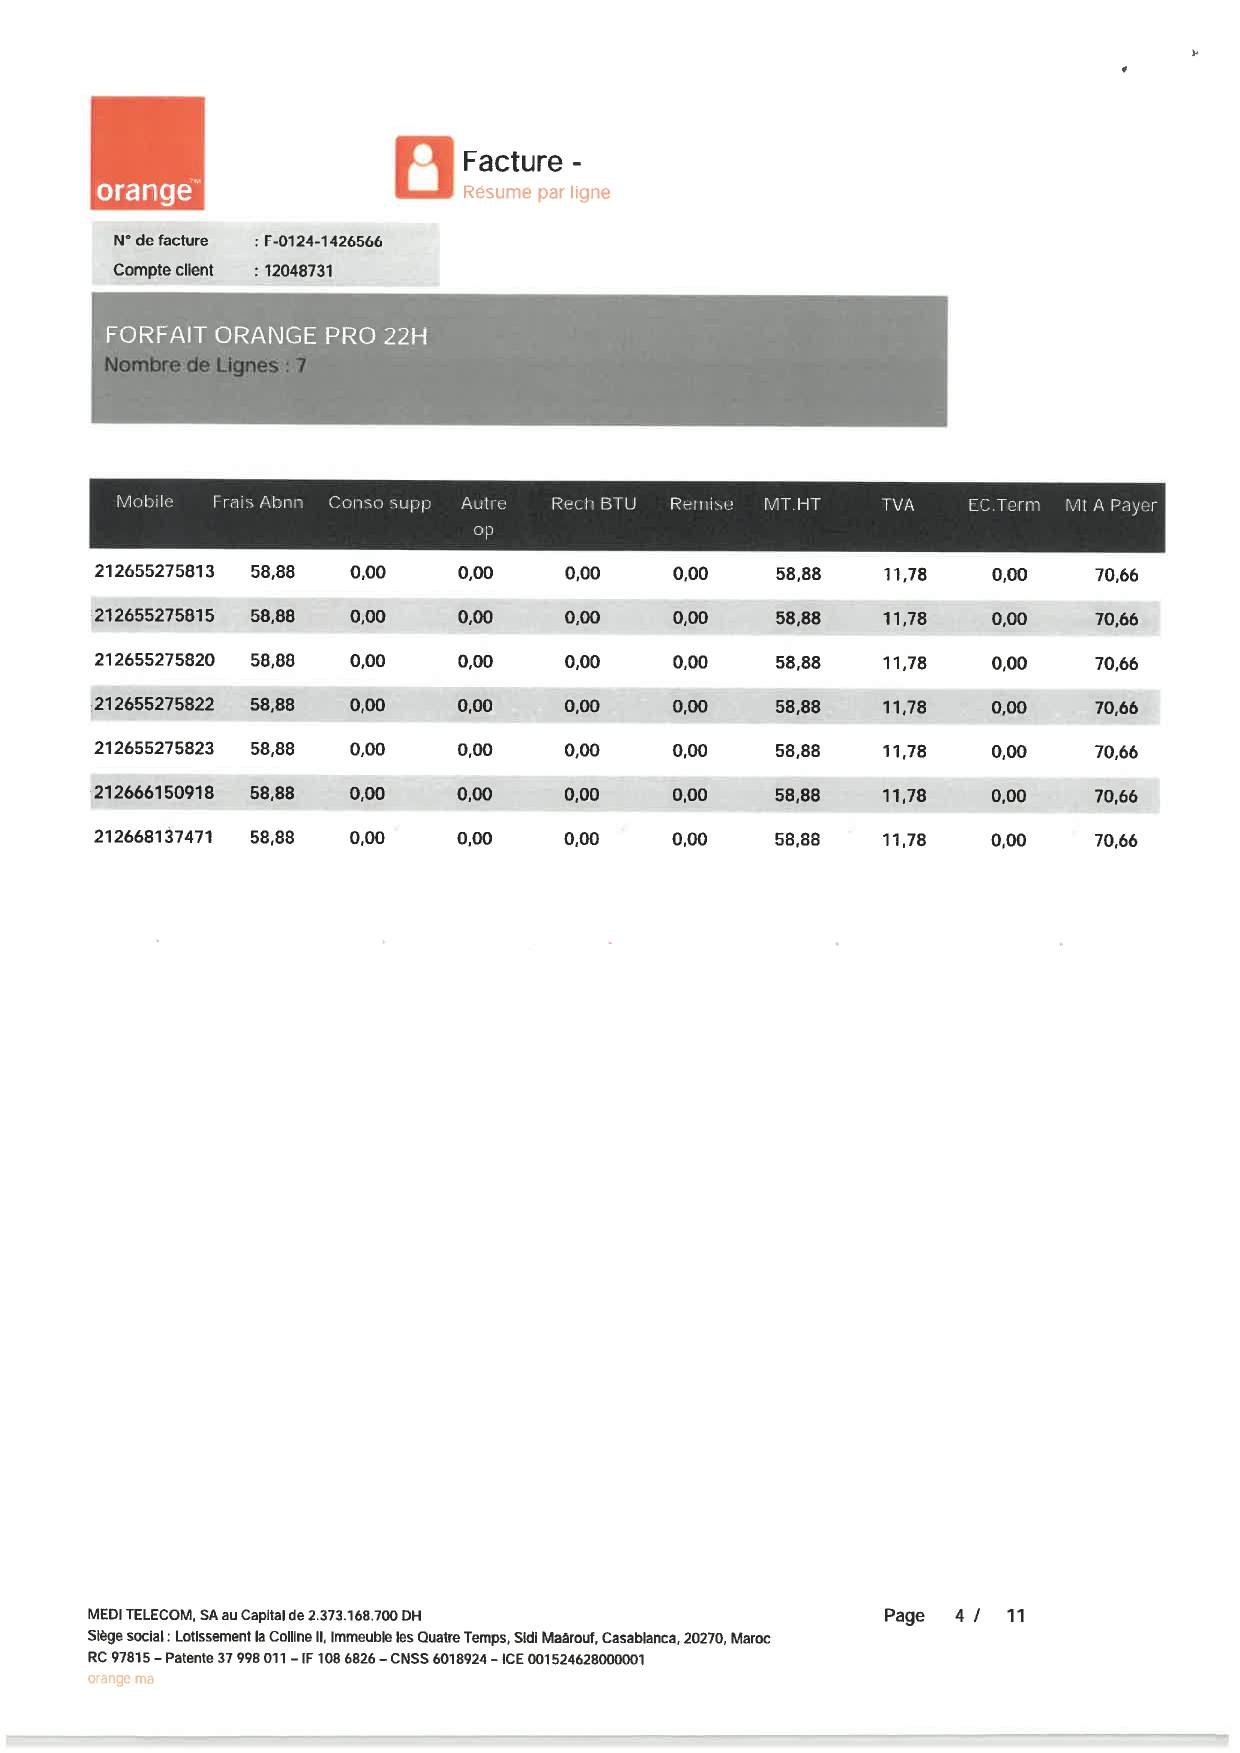 orange™
Facture -
Résumé par ligne
N° de facture : F-0124-1426566
Compte client : 12048731
FORFAIT ORANGE PRO 22H
Nombre de Lignes : 7
Mobile Frais Abnn Conso supp Autre op Rech BTU Remise MT.HT TVA EC.Term Mt A Payer
212655275813 58,88 0,00 0,00 0,00 0,00 58,88 11,78 0,00 70,66
212655275815 58,88 0,00 0,00 0,00 0,00 58,88 11,78 0,00 70,66
212655275820 58,88 0,00 0,00 0,00 0,00 58,88 11,78 0,00 70,66
212655275822 58,88 0,00 0,00 0,00 0,00 58,88 11,78 0,00 70,66
212655275823 58,88 0,00 0,00 0,00 0,00 58,88 11,78 0,00 70,66
212666150918 58,88 0,00 0,00 0,00 0,00 58,88 11,78 0,00 70,66
212668137471 58,88 0,00 0,00 0,00 0,00 58,88 11,78 0,00 70,66
MEDI TELECOM, SA au Capital de 2.373.168.700 DH
Siège social : Lotissement la Colline II, Immeuble les Quatre Temps, Sidi Maârouf, Casablanca, 20270, Maroc
RC 97815 – Patente 37 998 011 – IF 108 6826 – CNSS 6018924 – ICE 001524628000001
orange ma
Page 4 / 11